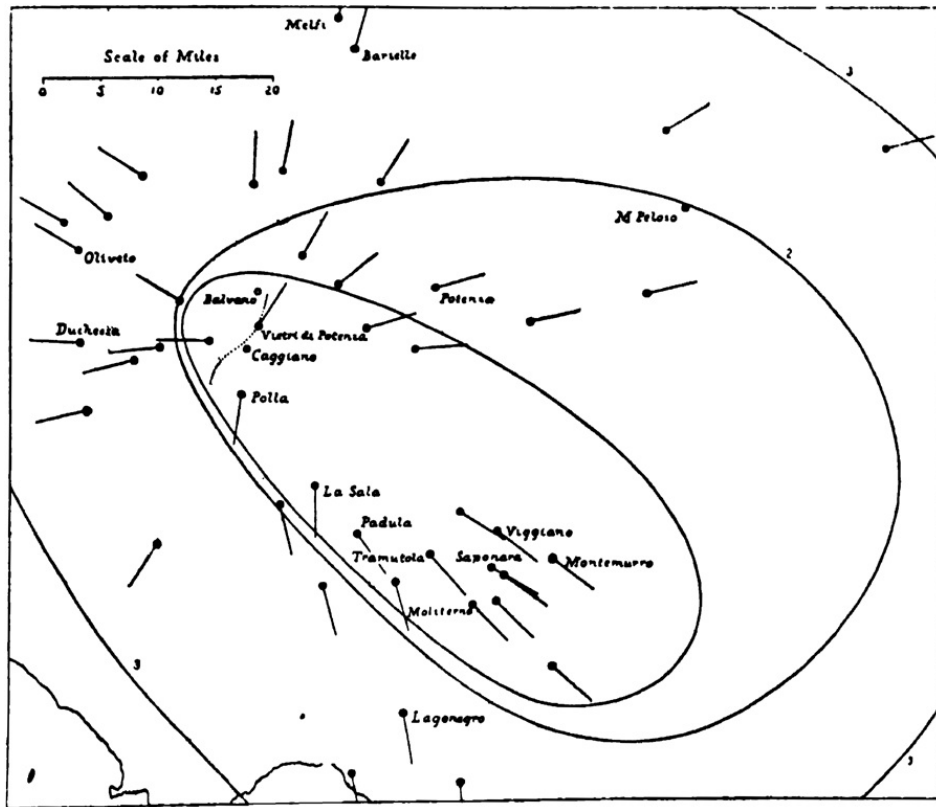 Melfi
Barielle
Scale of Miles
0 5 10 15 20
3
M Peloso
2
Oliveto
Balvano
Potenza
Duchessa
Vietri di Potenza
Caggiano
Polla
La Sala
Padula
Viggiano
Tramutola
Saponara
Montemurro
Moliterno
3
Lagonegro
3